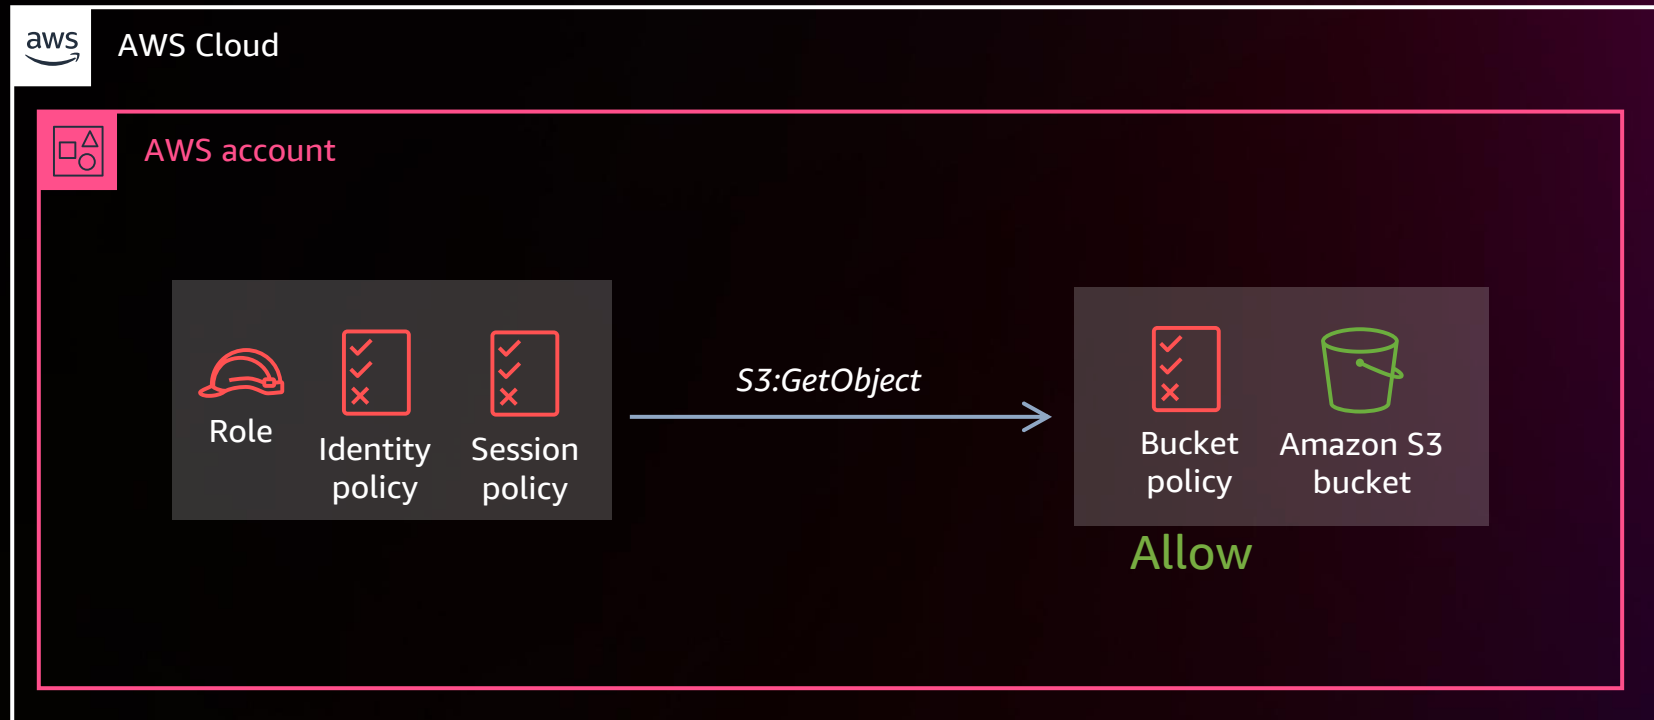 aws
AWS Cloud
AWS account
Role
Identity
policy
Session
policy
S3:GetObject
Bucket
policy
Amazon S3
bucket
Allow